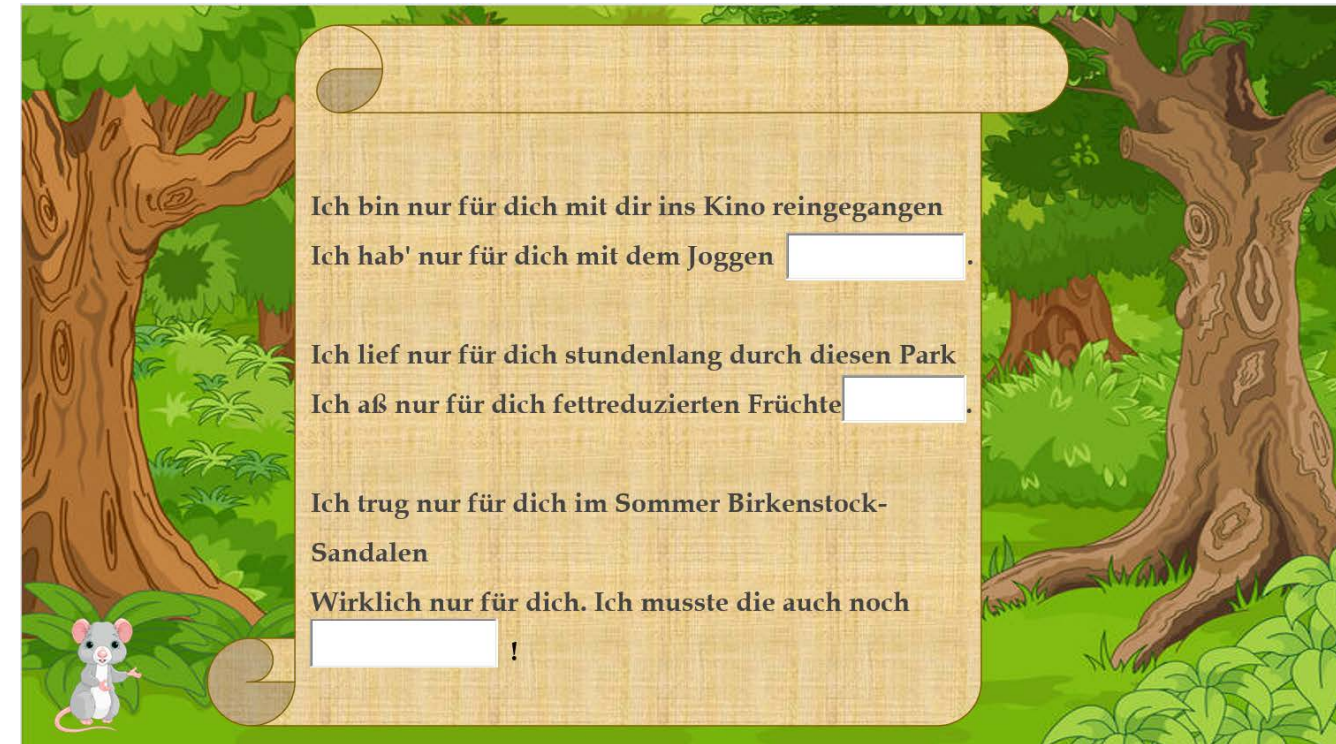 Ich bin nur für dich mit dir ins Kino reingegangen
Ich hab' nur für dich mit dem Joggen .
Ich lief nur für dich stundenlang durch diesen Park
Ich aß nur für dich fettreduzierten Früchte .
Ich trug nur für dich im Sommer Birkenstock-
Sandalen
Wirklich nur für dich. Ich musste die auch noch
!